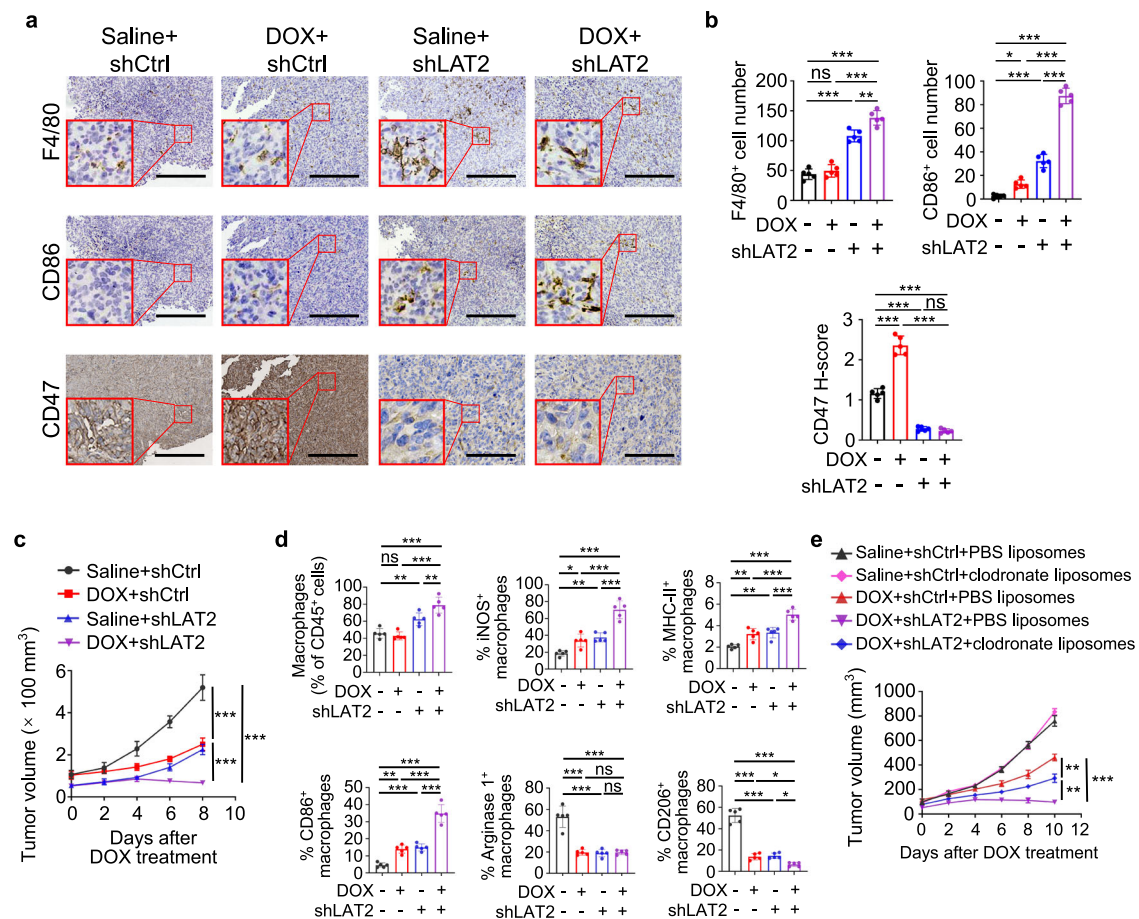 a
Saline+
shCtrl
DOX+
shCtrl
Saline+
shLAT2
DOX+
shLAT2
F4/80
CD86
CD47
b
F4/80⁺ cell number
200
150
100
50
0
***
ns ***
*** **
DOX - + - +
shLAT2 - - + +
CD86⁺ cell number
100
80
60
40
20
0
***
* ***
*** ***
DOX - + - +
shLAT2 - - + +
CD47 H-score
3
2
1
0
***
*** ns
*** ***
DOX - + - +
shLAT2 - - + +
c
Saline+shCtrl
DOX+shCtrl
Saline+shLAT2
DOX+shLAT2
Tumor volume (× 100 mm³)
6
4
2
0
0 2 4 6 8 10
***
***
***
Days after
DOX treatment
d
Macrophages
(% of CD45⁺ cells)
100
80
60
40
20
0
***
ns ***
** **
DOX - + - +
shLAT2 - - + +
% iNOS⁺
macrophages
100
80
60
40
20
0
***
* ***
** ***
DOX - + - +
shLAT2 - - + +
% MHC-II⁺
macrophages
8
6
4
2
0
***
** ***
** ***
DOX - + - +
shLAT2 - - + +
% CD86⁺
macrophages
50
40
30
20
10
0
***
** ***
*** ***
DOX - + - +
shLAT2 - - + +
% Arginase 1⁺
macrophages
80
60
40
20
0
***
*** ns
*** ns
DOX - + - +
shLAT2 - - + +
% CD206⁺
macrophages
80
60
40
20
0
***
*** *
*** *
DOX - + - +
shLAT2 - - + +
e
Saline+shCtrl+PBS liposomes
Saline+shCtrl+clodronate liposomes
DOX+shCtrl+PBS liposomes
DOX+shLAT2+PBS liposomes
DOX+shLAT2+clodronate liposomes
Tumor volume (mm³)
1000
800
600
400
200
0
0 2 4 6 8 10 12
**
**
***
Days after DOX treatment